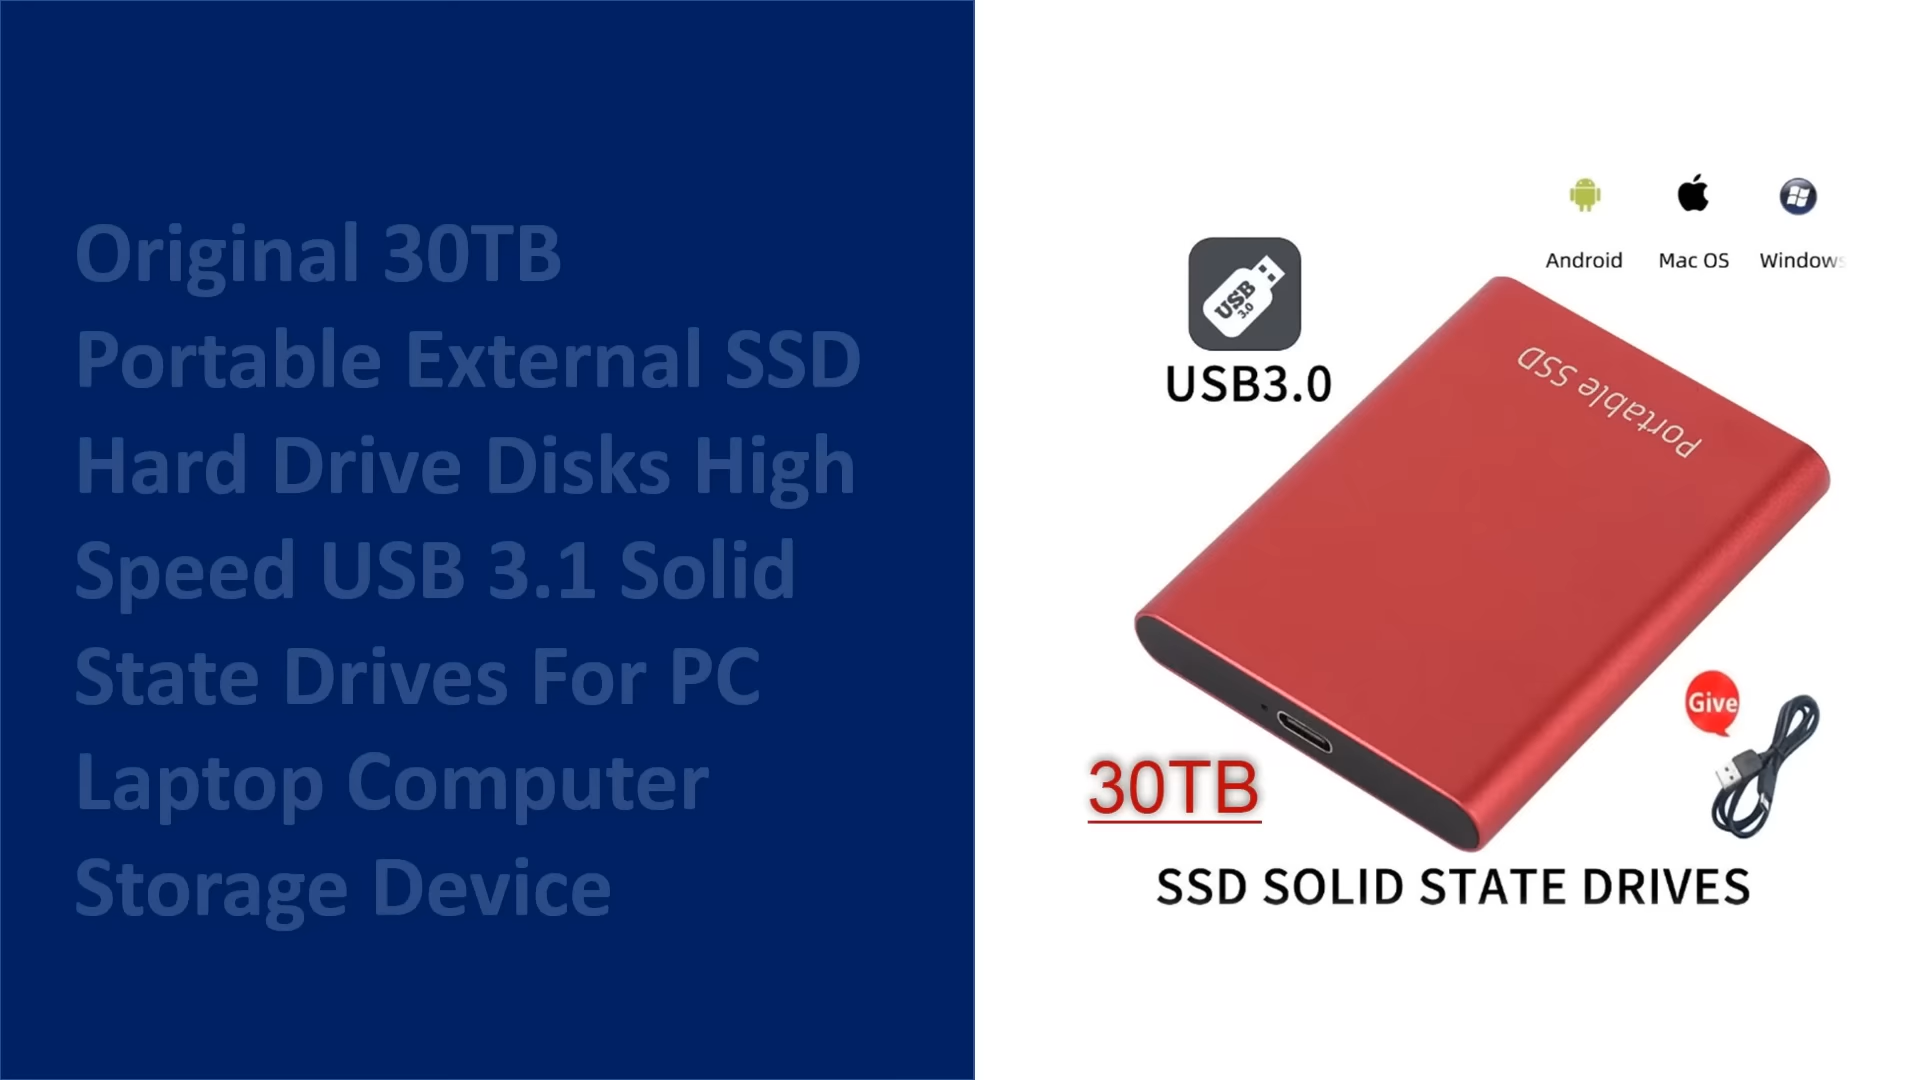 Original 30TB
Portable External SSD
Hard Drive Disks High
Speed USB 3.1 Solid
State Drives For PC
Laptop Computer
Storage Device
Android Mac OS Windows
USB
3.0
USB3.0
Portable SSD
Give
30TB
SSD SOLID STATE DRIVES